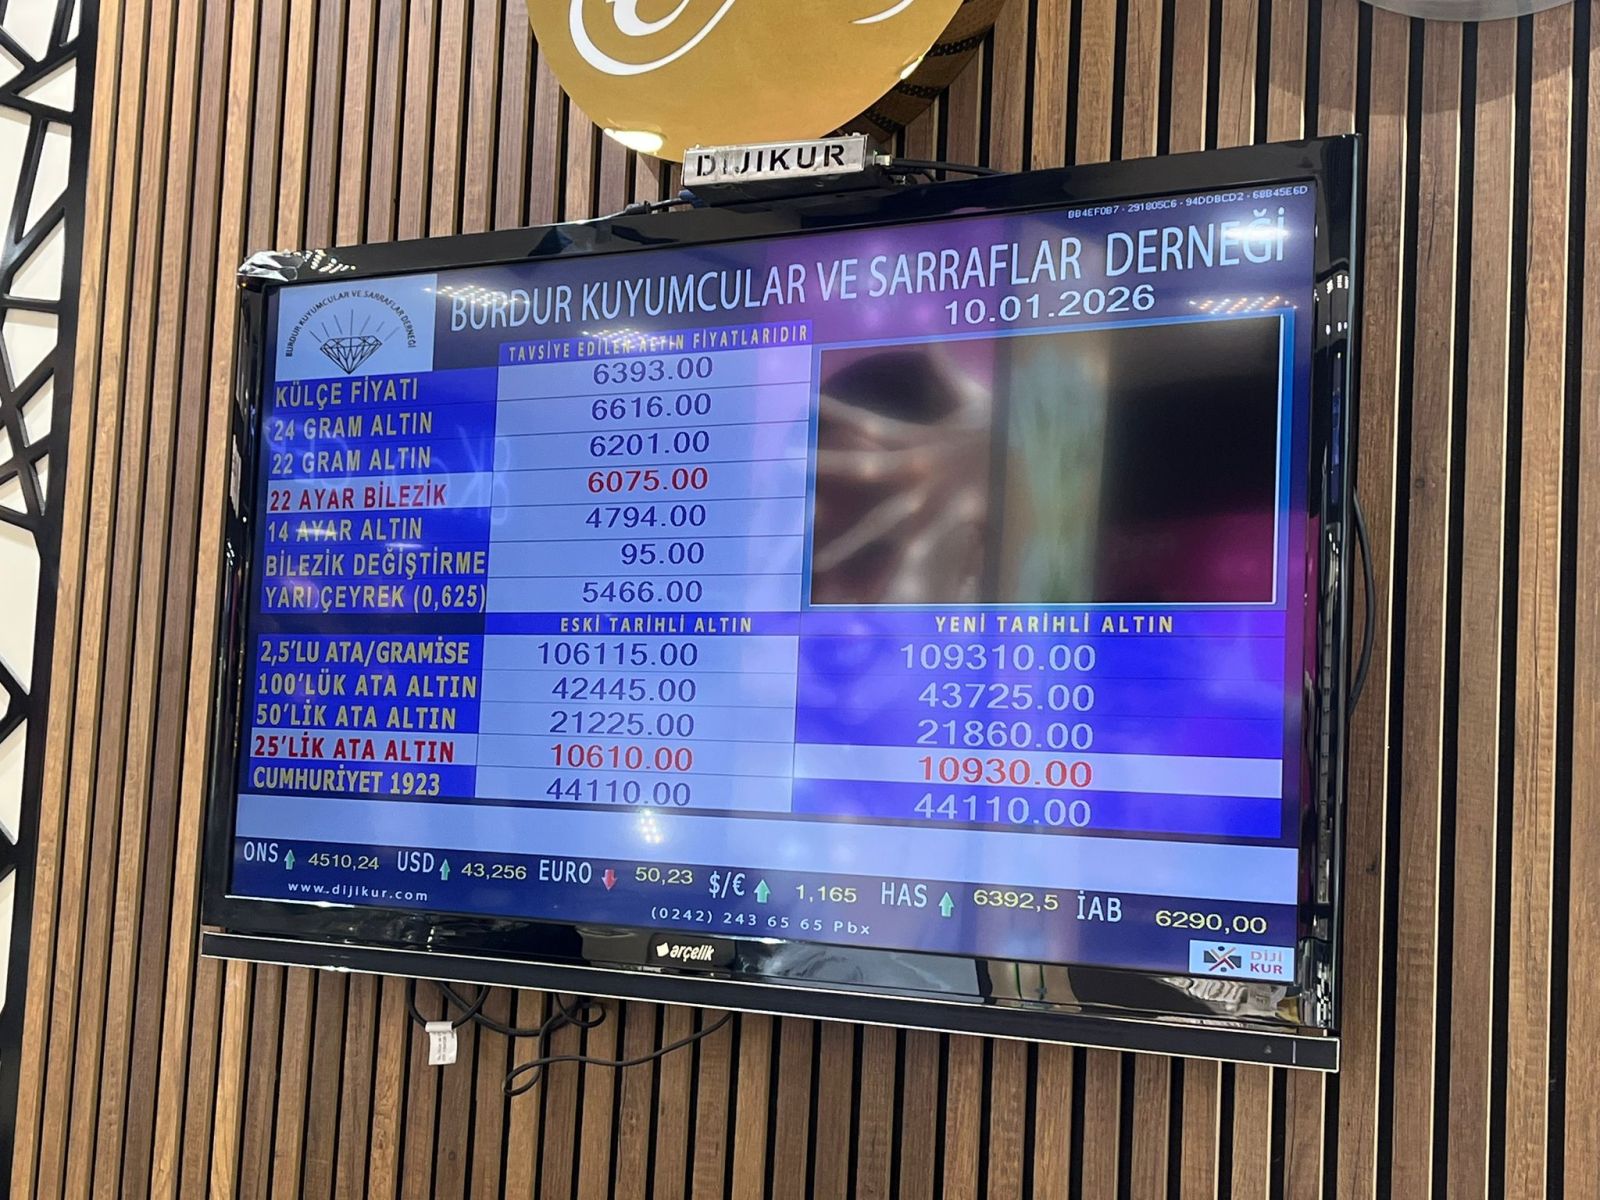 DIJIKUR
BB4EF0B7 - 291805C6 - 94DDBCD2 - 6BB45E6D
BURDUR KUYUMCULAR VE SARRAFLAR DERNEĞİ
BURDUR KUYUMCULAR VE SARRAFLAR DERNEĞİ
10.01.2026
TAVSİYE EDİLEN ALTIN FİYATLARIDIR
KÜLÇE FİYATI 6393.00
24 GRAM ALTIN 6616.00
22 GRAM ALTIN 6201.00
22 AYAR BİLEZİK 6075.00
14 AYAR ALTIN 4794.00
BİLEZİK DEĞİŞTİRME 95.00
YARI ÇEYREK (0,625) 5466.00
ESKİ TARİHLİ ALTIN YENİ TARİHLİ ALTIN
2,5'LU ATA/GRAMİSE 106115.00 109310.00
100'LÜK ATA ALTIN 42445.00 43725.00
50'LİK ATA ALTIN 21225.00 21860.00
25'LİK ATA ALTIN 10610.00 10930.00
CUMHURİYET 1923 44110.00 44110.00
ONS 4510,24 USD 43,256 EURO 50,23 $/€ 1,165 HAS 6392,5 İAB 6290,00
www.dijikur.com (0242) 243 65 65 Pbx
DİJİ
KUR
arçelik